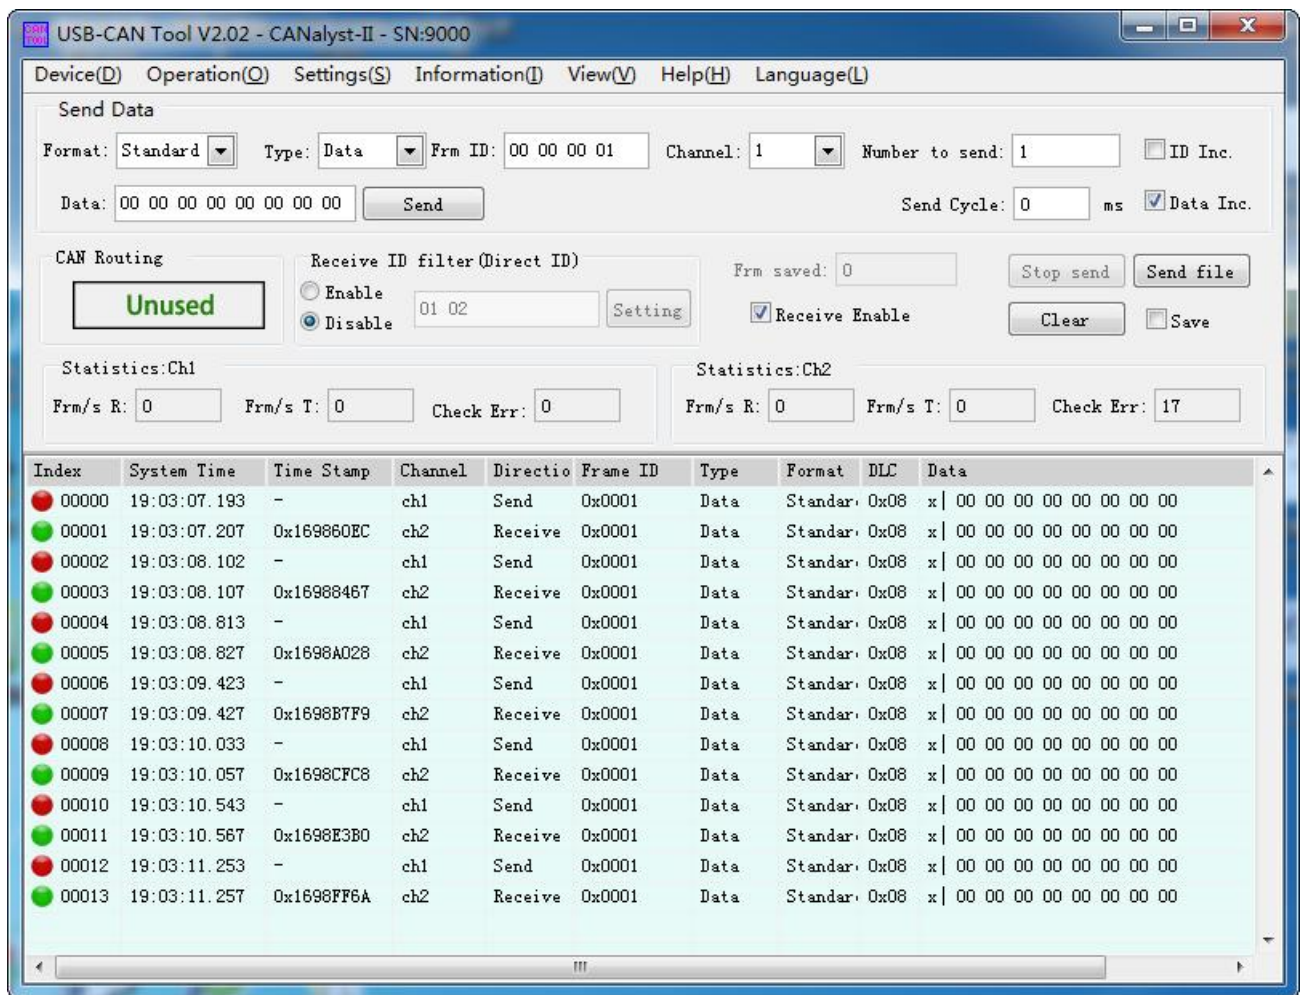 CAN TOOL USB-CAN Tool V2.02 - CANalyst-II - SN:9000
Device(D) Operation(O) Settings(S) Information(I) View(V) Help(H) Language(L)
Send Data
Format: Standard Type: Data Frm ID: 00 00 00 01 Channel: 1 Number to send: 1 ID Inc.
Data: 00 00 00 00 00 00 00 00 Send Send Cycle: 0 ms Data Inc.
CAN Routing Receive ID filter(Direct ID)
Frm saved: 0 Stop send Send file
Unused Enable 01 02 Setting
Disable Receive Enable Clear Save
Statistics:Ch1 Statistics:Ch2
Frm/s R: 0 Frm/s T: 0 Check Err: 0 Frm/s R: 0 Frm/s T: 0 Check Err: 17
Index System Time Time Stamp Channel Directio Frame ID Type Format DLC Data
00000 19:03:07.193 - ch1 Send 0x0001 Data Standar 0x08 x| 00 00 00 00 00 00 00 00
00001 19:03:07.207 0x169860EC ch2 Receive 0x0001 Data Standar 0x08 x| 00 00 00 00 00 00 00 00
00002 19:03:08.102 - ch1 Send 0x0001 Data Standar 0x08 x| 00 00 00 00 00 00 00 00
00003 19:03:08.107 0x16988467 ch2 Receive 0x0001 Data Standar 0x08 x| 00 00 00 00 00 00 00 00
00004 19:03:08.813 - ch1 Send 0x0001 Data Standar 0x08 x| 00 00 00 00 00 00 00 00
00005 19:03:08.827 0x1698A028 ch2 Receive 0x0001 Data Standar 0x08 x| 00 00 00 00 00 00 00 00
00006 19:03:09.423 - ch1 Send 0x0001 Data Standar 0x08 x| 00 00 00 00 00 00 00 00
00007 19:03:09.427 0x1698B7F9 ch2 Receive 0x0001 Data Standar 0x08 x| 00 00 00 00 00 00 00 00
00008 19:03:10.033 - ch1 Send 0x0001 Data Standar 0x08 x| 00 00 00 00 00 00 00 00
00009 19:03:10.057 0x1698CFC8 ch2 Receive 0x0001 Data Standar 0x08 x| 00 00 00 00 00 00 00 00
00010 19:03:10.543 - ch1 Send 0x0001 Data Standar 0x08 x| 00 00 00 00 00 00 00 00
00011 19:03:10.567 0x1698E3B0 ch2 Receive 0x0001 Data Standar 0x08 x| 00 00 00 00 00 00 00 00
00012 19:03:11.253 - ch1 Send 0x0001 Data Standar 0x08 x| 00 00 00 00 00 00 00 00
00013 19:03:11.257 0x1698FF6A ch2 Receive 0x0001 Data Standar 0x08 x| 00 00 00 00 00 00 00 00